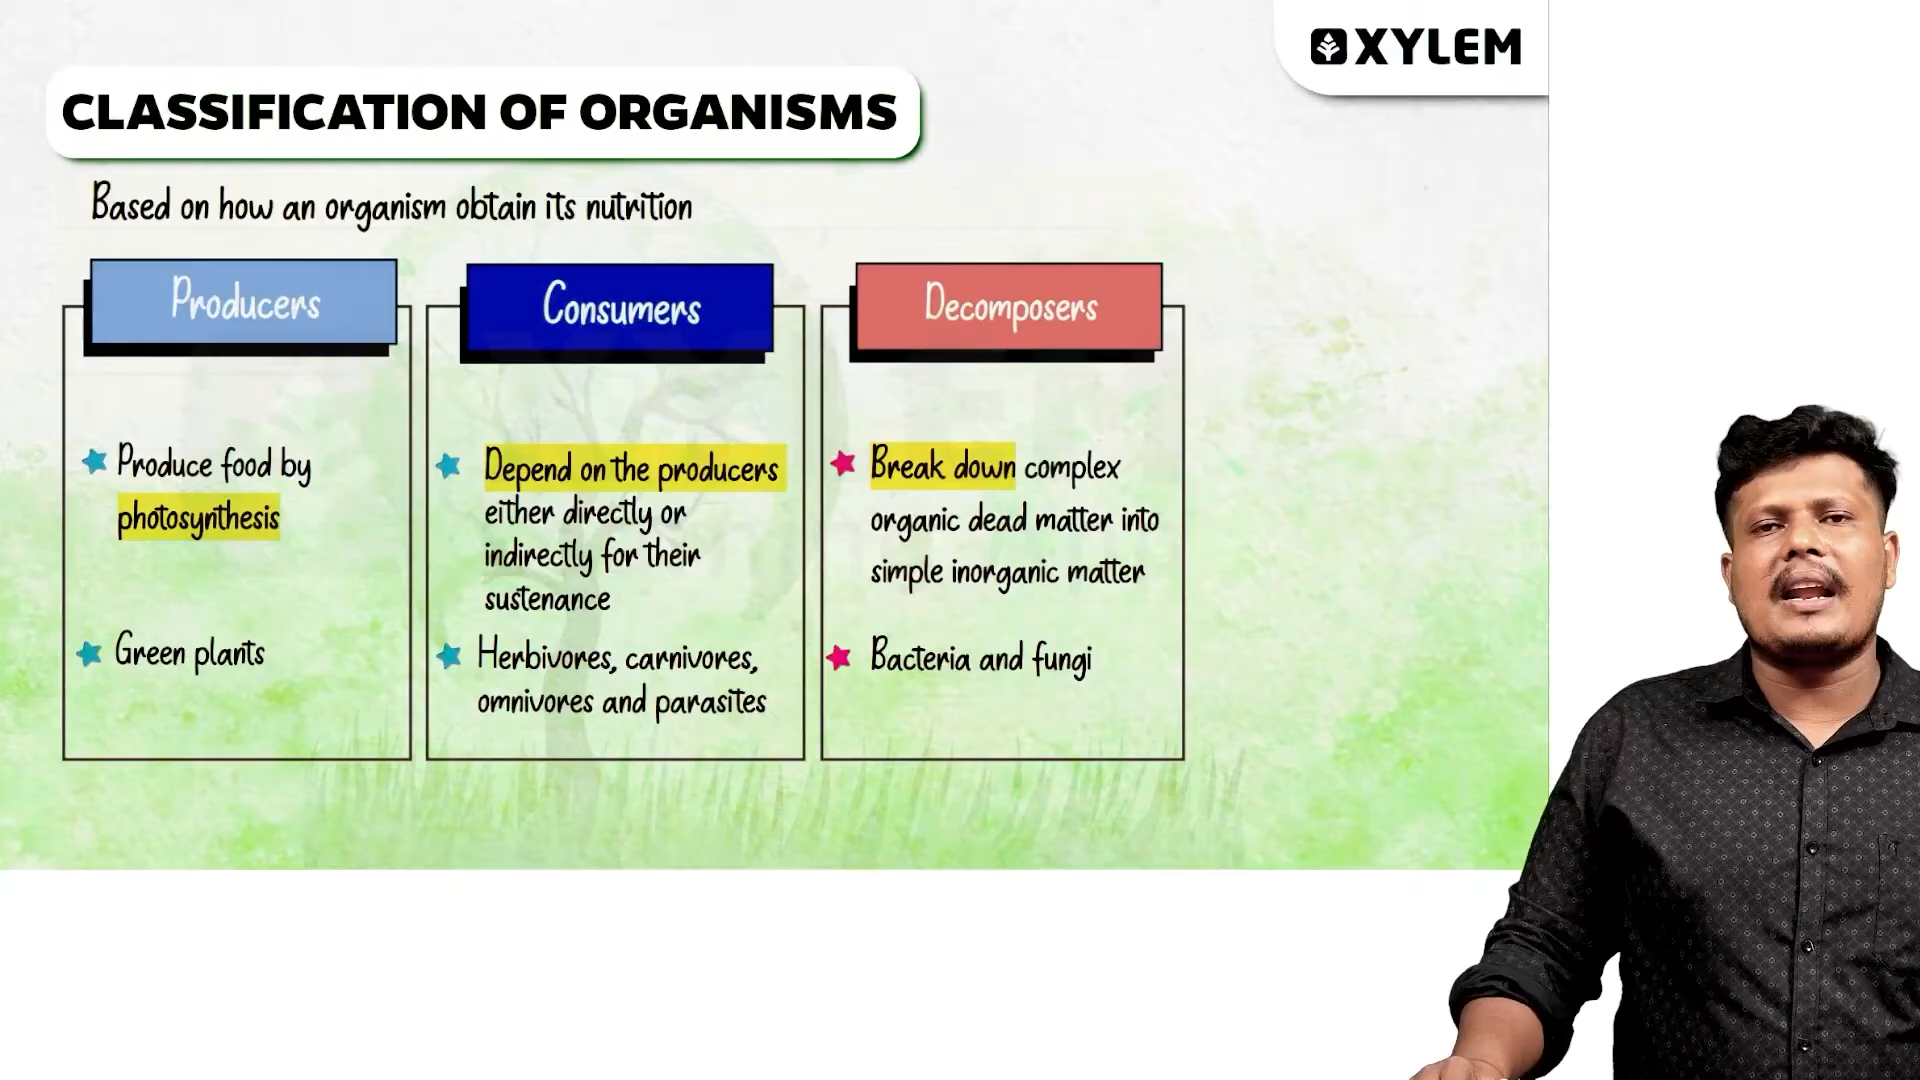 XYLEM
CLASSIFICATION OF ORGANISMS
Based on how an organism obtain its nutrition
Producers
Produce food by
photosynthesis
Green plants
Consumers
Depend on the producers
either directly or
indirectly for their
sustenance
Herbivores, carnivores,
omnivores and parasites
Decomposers
Break down complex
organic dead matter into
simple inorganic matter
Bacteria and fungi